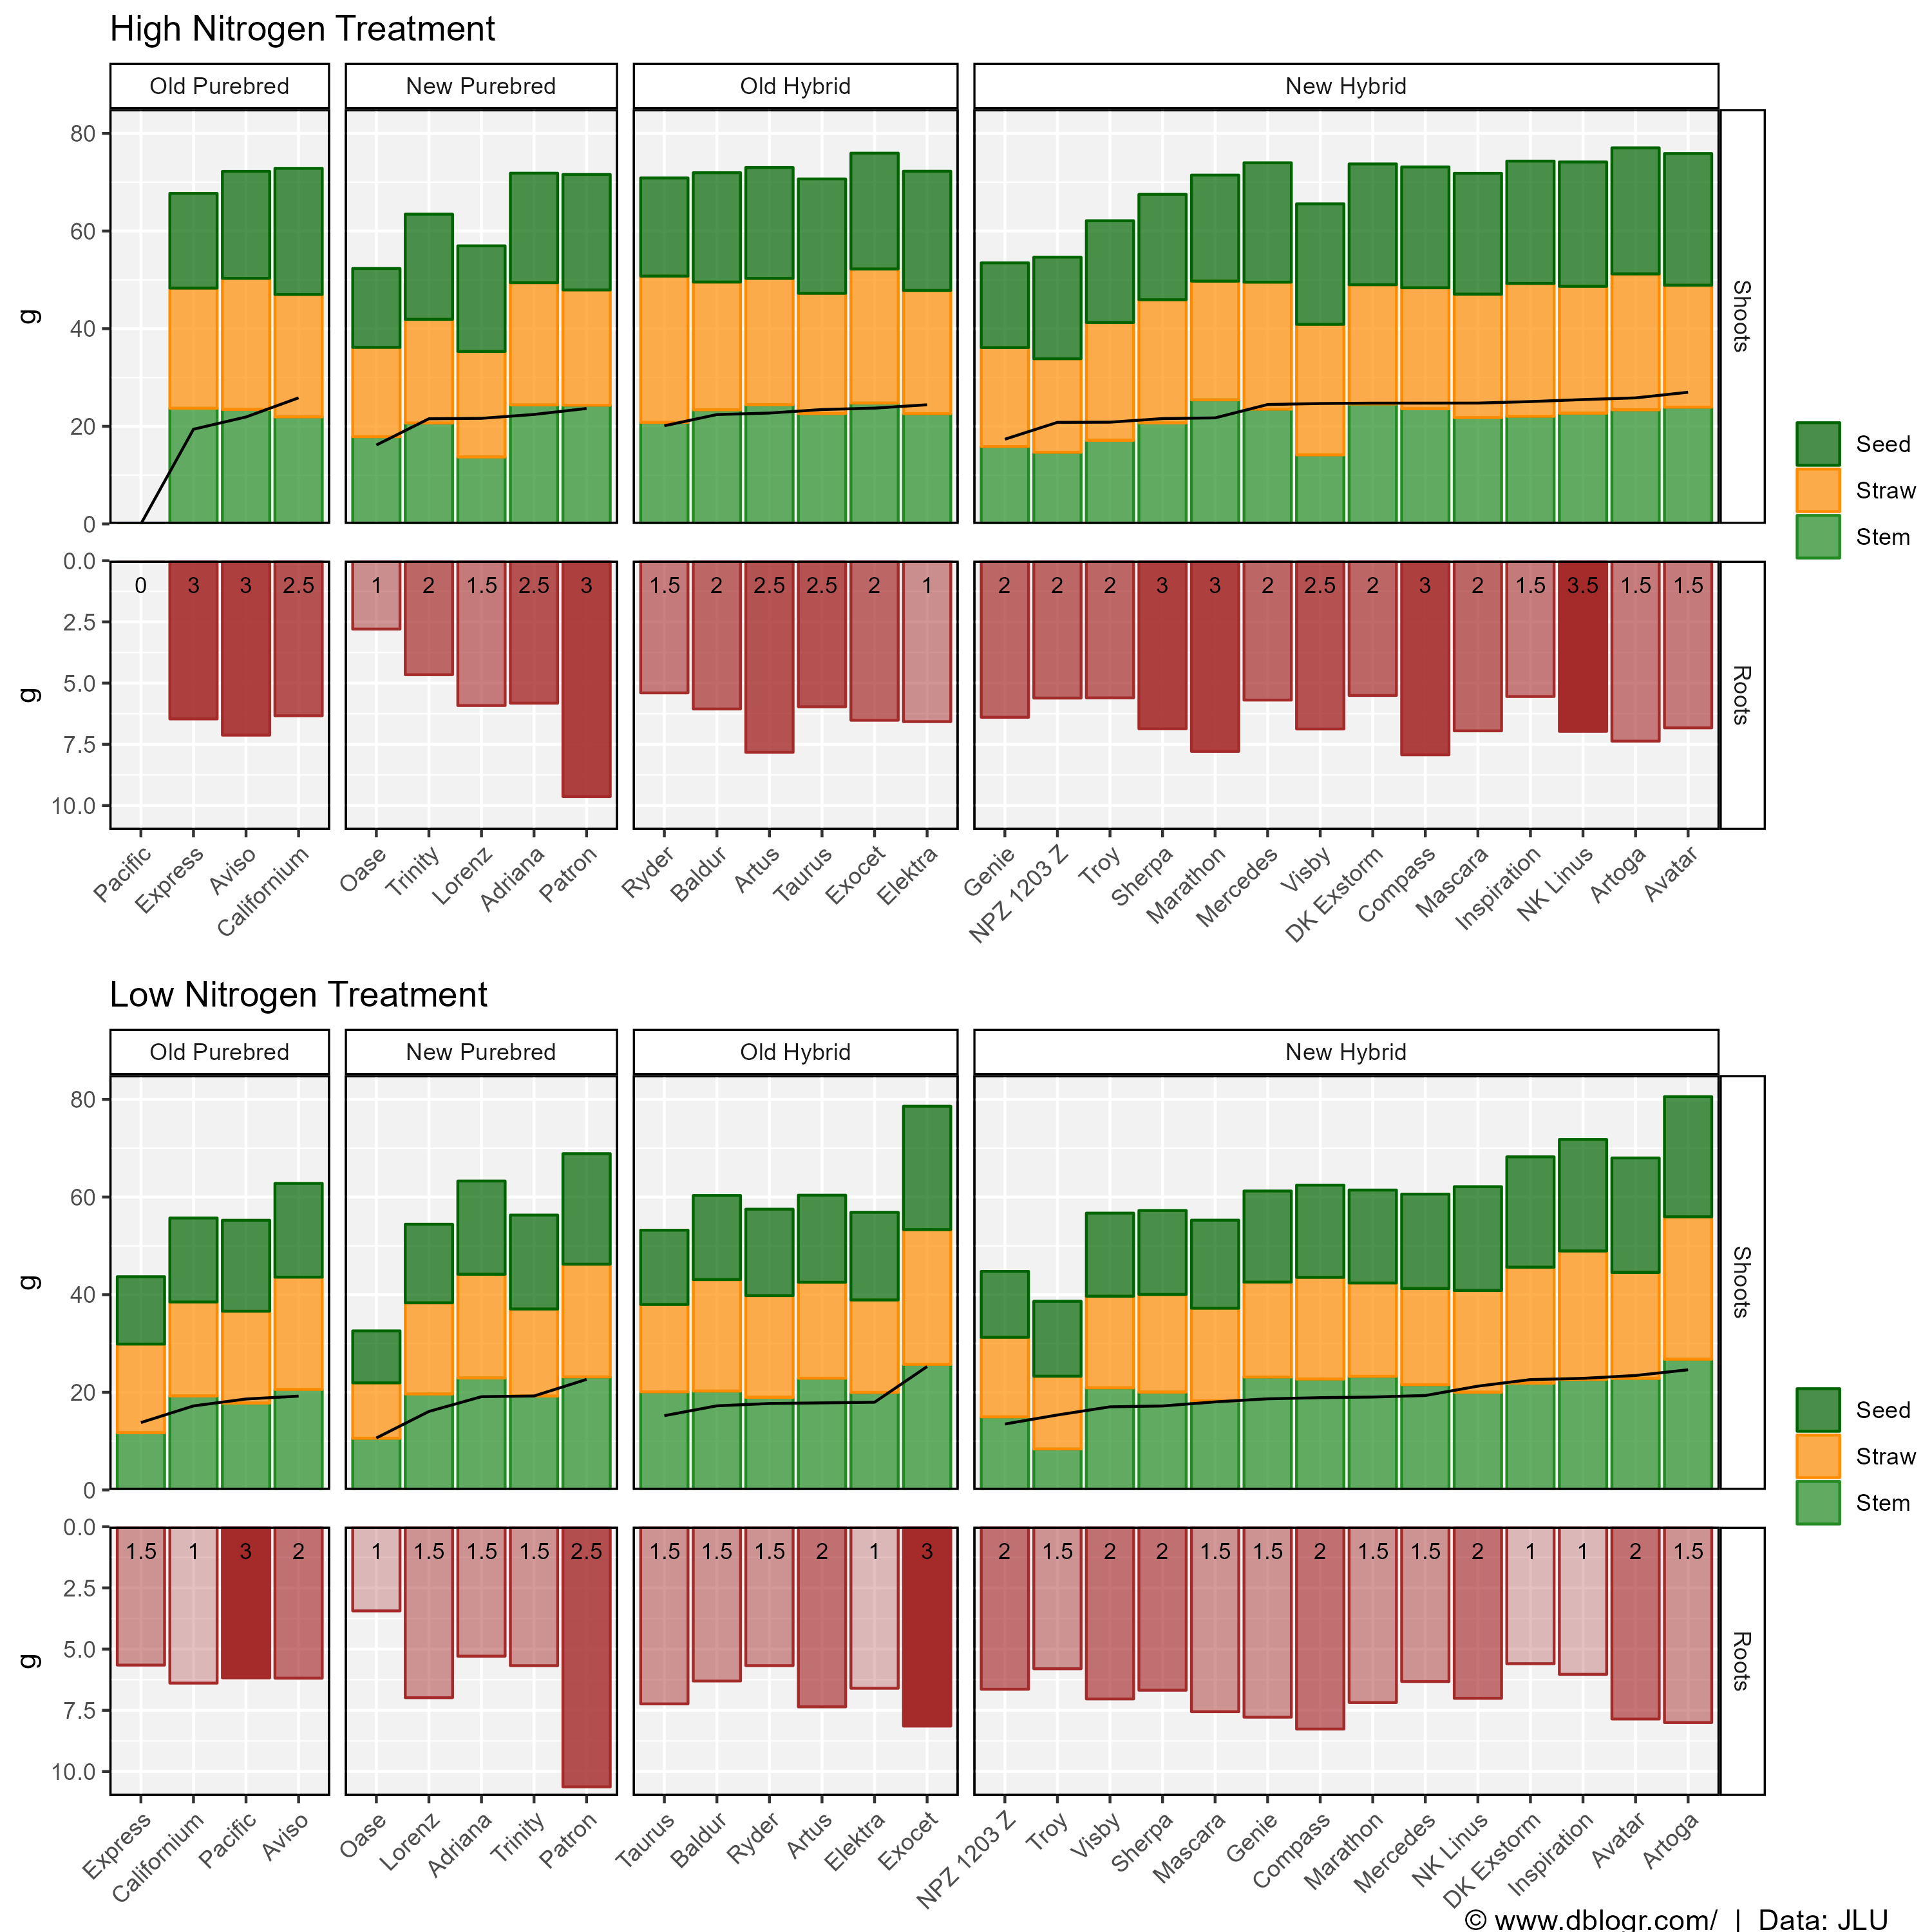 High Nitrogen Treatment
Old Purebred New Purebred Old Hybrid New Hybrid
80
60
40
20
0
g
Shoots
Seed
Straw
Stem
0.0
2.5
5.0
7.5
10.0
g
0 3 3 2.5 1 2 1.5 2.5 3 1.5 2 2.5 2.5 2 1 2 2 2 3 3 2 2.5 2 3 2 1.5 3.5 1.5 1.5
Roots
Pacific Express Aviso Californium Oase Trinity Lorenz Adriana Patron Ryder Baldur Artus Taurus Exocet Elektra Genie NPZ 1203 Z Troy Sherpa Marathon Mercedes Visby DK Exstorm Compass Mascara Inspiration NK Linus Artoga Avatar
Low Nitrogen Treatment
Old Purebred New Purebred Old Hybrid New Hybrid
80
60
40
20
0
g
Shoots
Seed
Straw
Stem
0.0
2.5
5.0
7.5
10.0
g
1.5 1 3 2 1 1.5 1.5 1.5 2.5 1.5 1.5 1.5 2 1 3 2 1.5 2 2 1.5 1.5 2 1.5 1.5 2 1 1 2 1.5
Roots
Express Californium Pacific Aviso Oase Lorenz Adriana Trinity Patron Taurus Baldur Ryder Artus Elektra Exocet NPZ 1203 Z Troy Visby Sherpa Mascara Genie Compass Marathon Mercedes NK Linus DK Exstorm Inspiration Avatar Artoga
© www.dblogr.com/ | Data: JLU